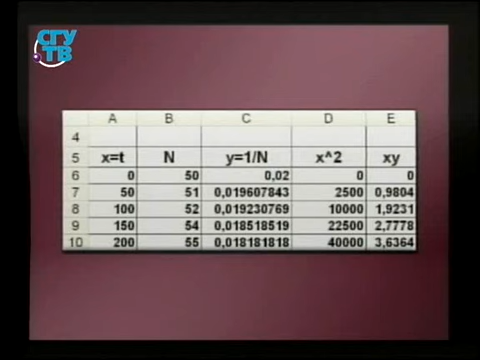 СГУ
ТВ
A B C D E
4
5 x=t N y=1/N x^2 xy
6 0 50 0,02 0 0
7 50 51 0,019607843 2500 0,9804
8 100 52 0,019230769 10000 1,9231
9 150 54 0,018518519 22500 2,7778
10 200 55 0,018181818 40000 3,6364